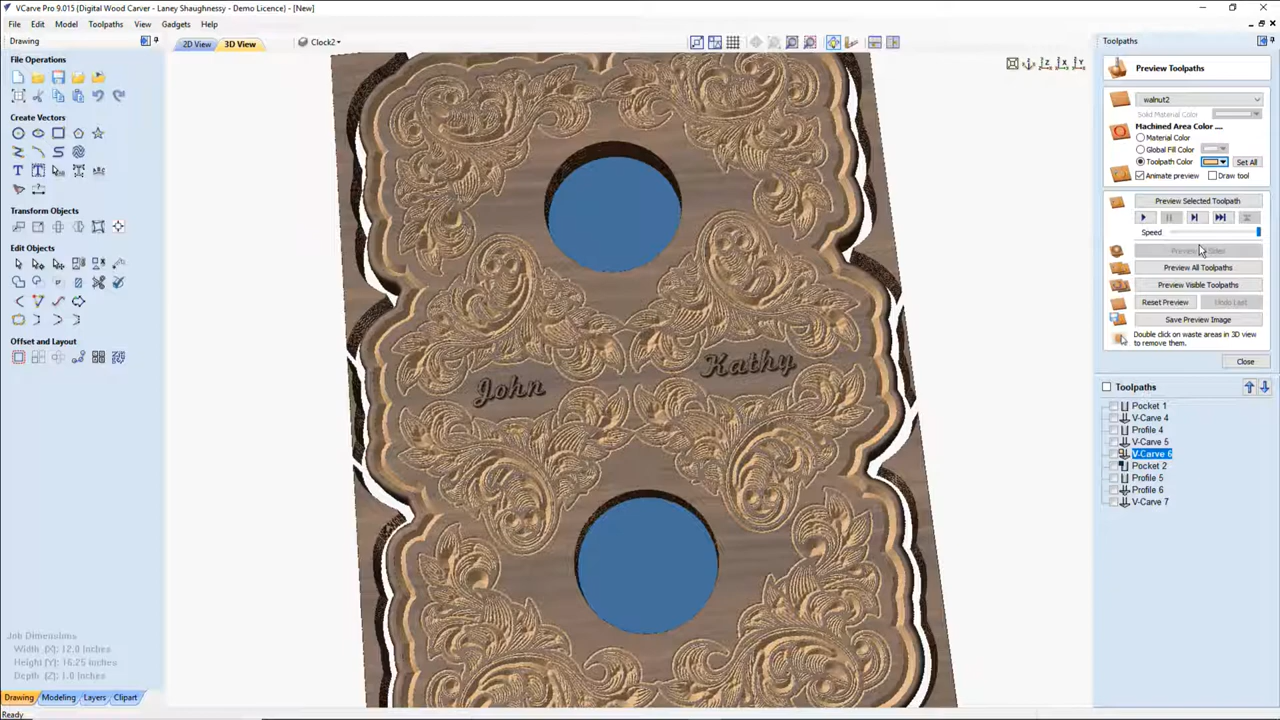 VCarve Pro 9.015 {Digital Wood Carver - Laney Shaughnessy - Demo Licence} - [New]
File Edit Model Toolpaths View Gadgets Help
Drawing
2D View 3D View Clock2
Toolpaths
File Operations
Create Vectors
Transform Objects
Edit Objects
Offset and Layout
Job Dimensions
Width (X): 12.0 inches
Height (Y): 16.25 inches
Depth (Z): 1.0 inches
Drawing Modeling Layers Clipart
Ready
John
Kathy
Preview Toolpaths
walnut2
Solid Material Color
Machined Area Color ....
Material Color
Global Fill Color
Toolpath Color Set All
Animate preview Draw tool
Preview Selected Toolpath
Speed
Preview All Toolpaths
Preview Visible Toolpaths
Reset Preview Undo Last
Save Preview Image
Double click on waste areas in 3D view
to remove them.
Close
Toolpaths
Pocket 1
V-Carve 4
Profile 4
V-Carve 5
V-Carve 6
Pocket 2
Profile 5
Profile 6
V-Carve 7